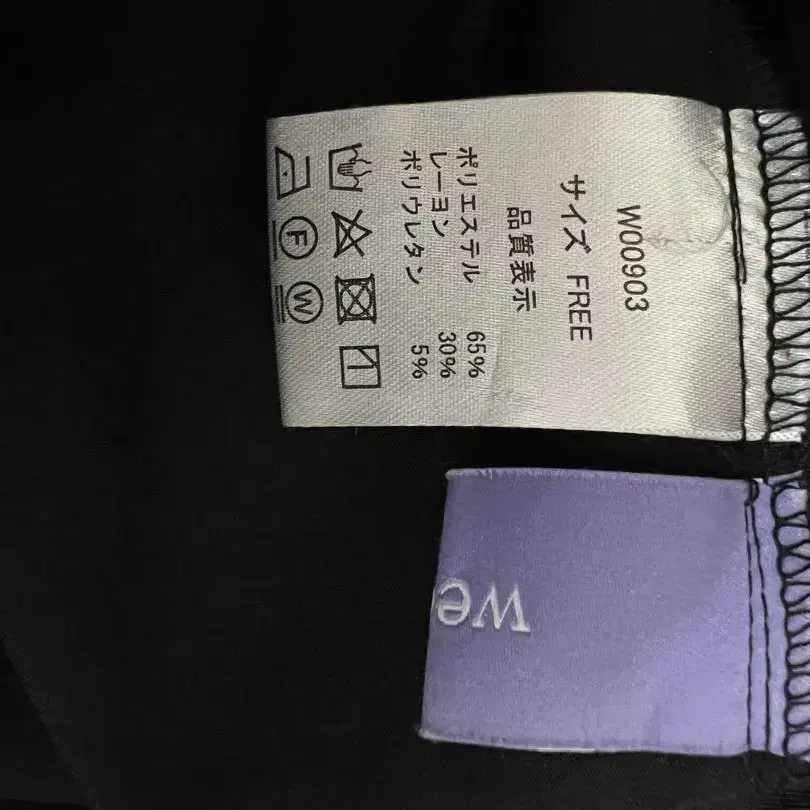 W00903
サイズ FREE
品質表示
ポリエステル 65%
レーヨン 30%
ポリウレタン 5%
F
W
we